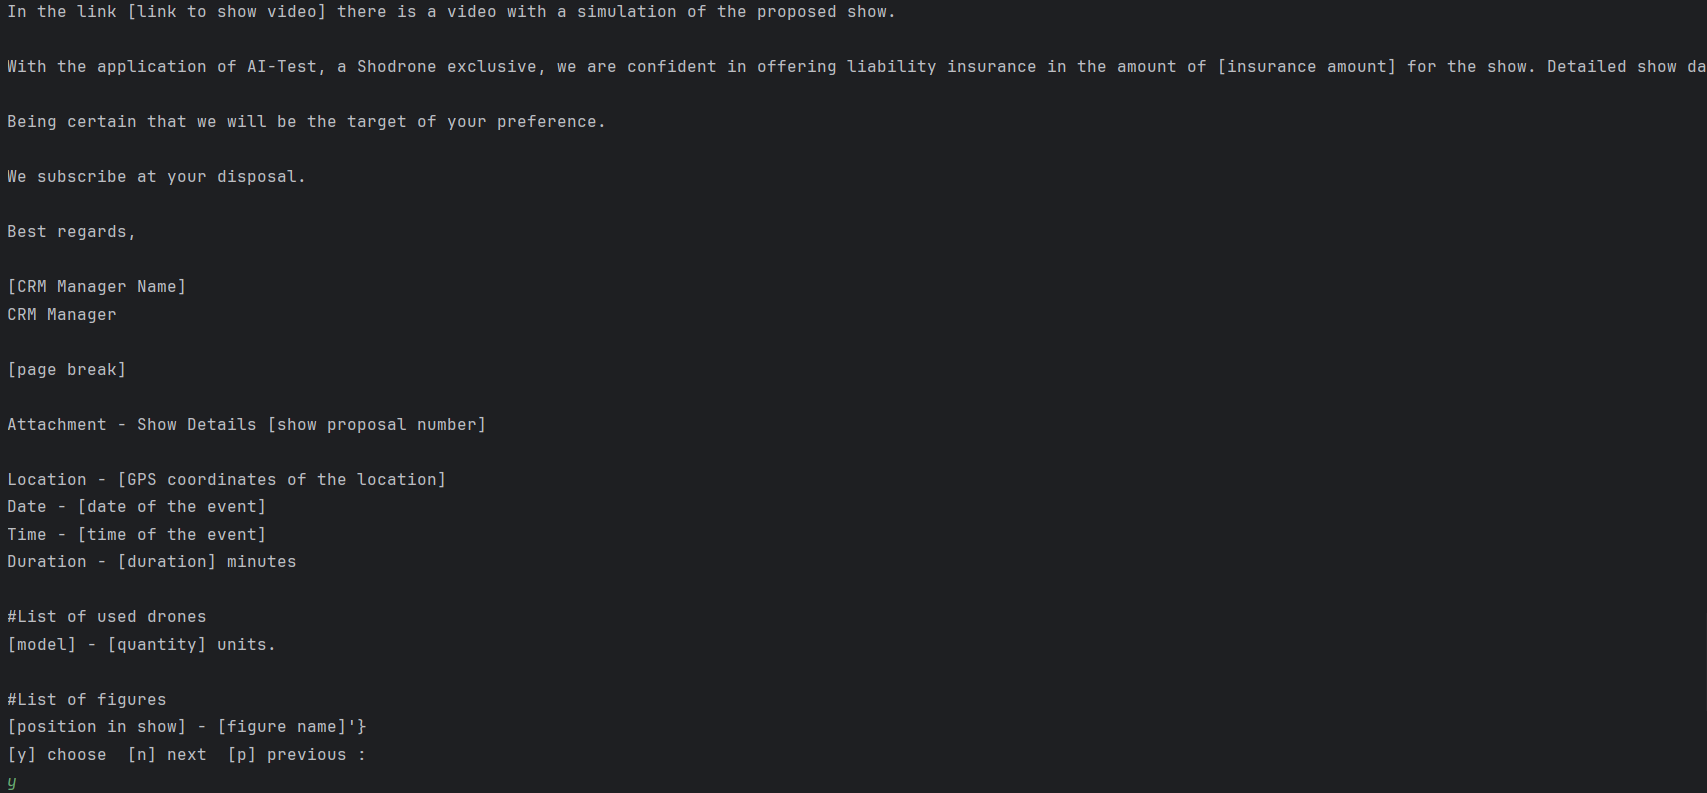 In the link [link to show video] there is a video with a simulation of the proposed show.
With the application of AI-Test, a Shodrone exclusive, we are confident in offering liability insurance in the amount of [insurance amount] for the show. Detailed show da
Being certain that we will be the target of your preference.
We subscribe at your disposal.
Best regards,
[CRM Manager Name]
CRM Manager
[page break]
Attachment - Show Details [show proposal number]
Location - [GPS coordinates of the location]
Date - [date of the event]
Time - [time of the event]
Duration - [duration] minutes
#List of used drones
[model] - [quantity] units.
#List of figures
[position in show] - [figure name]'}
[y] choose  [n] next  [p] previous :
y